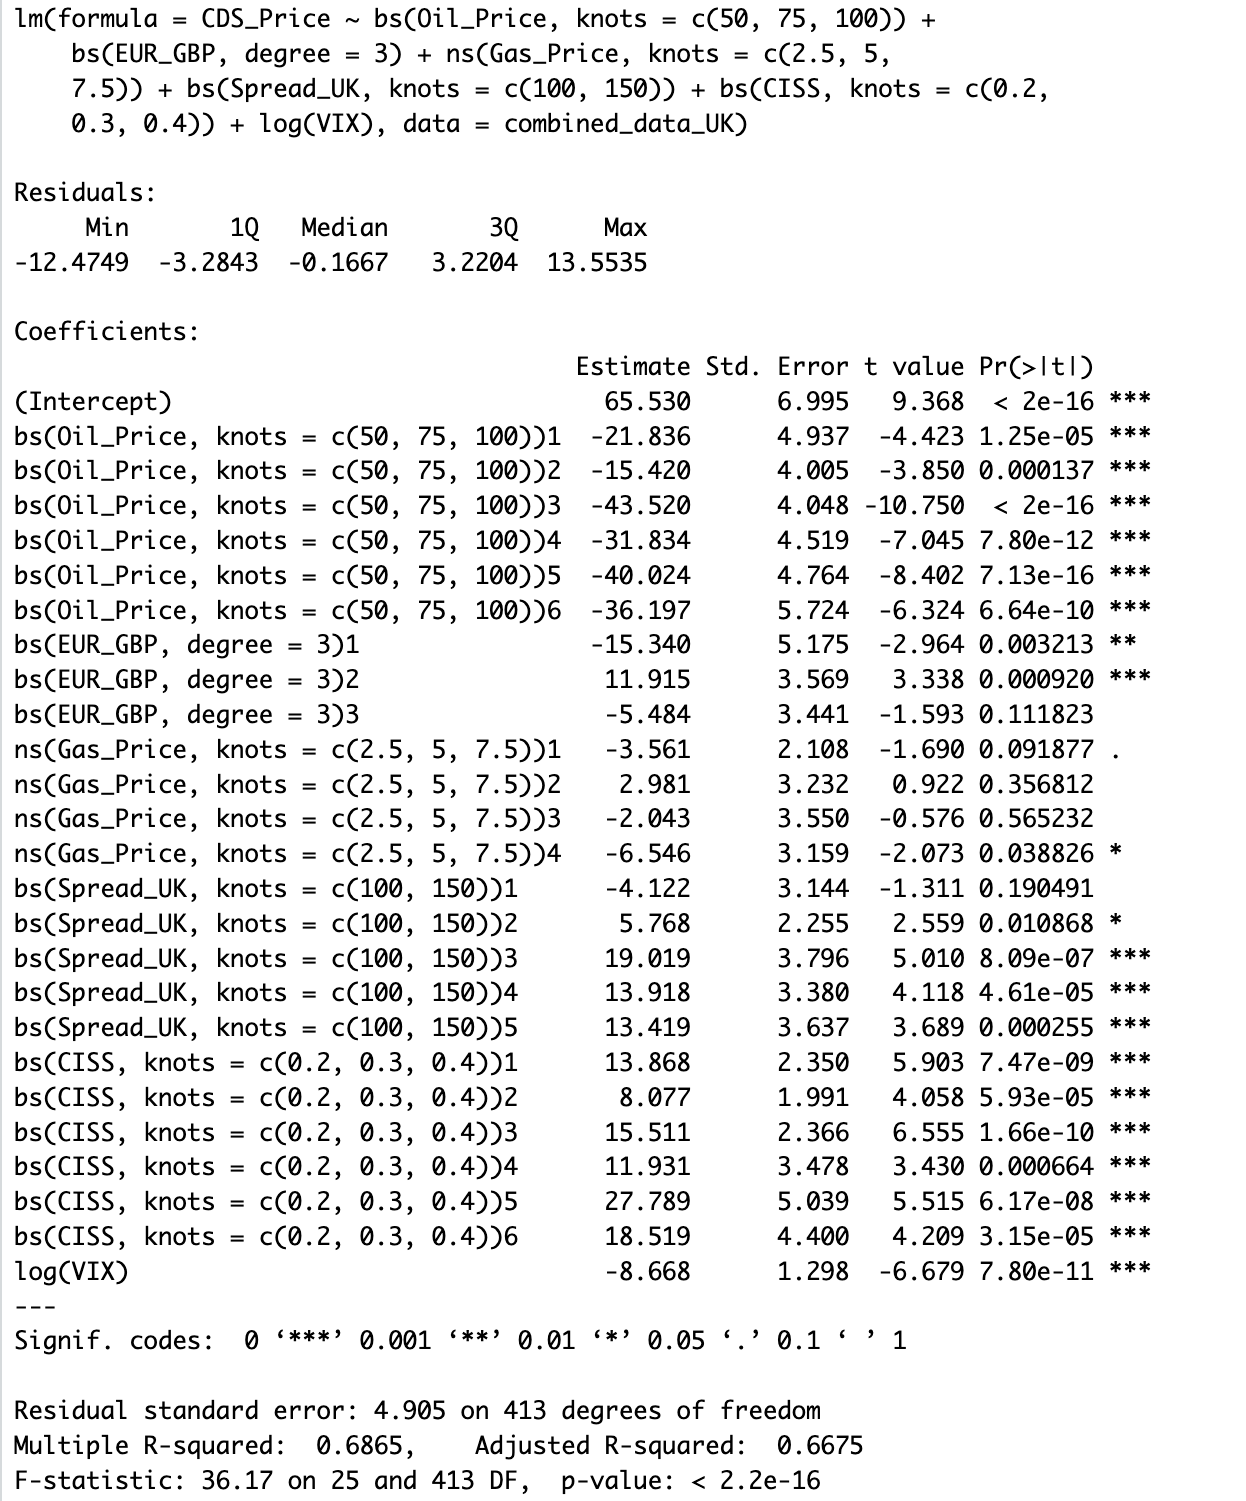 lm(formula = CDS_Price ~ bs(Oil_Price, knots = c(50, 75, 100)) +
    bs(EUR_GBP, degree = 3) + ns(Gas_Price, knots = c(2.5, 5,
    7.5)) + bs(Spread_UK, knots = c(100, 150)) + bs(CISS, knots = c(0.2,
    0.3, 0.4)) + log(VIX), data = combined_data_UK)

Residuals:
     Min       1Q   Median       3Q      Max
-12.4749  -3.2843  -0.1667   3.2204  13.5535

Coefficients:
                                       Estimate Std. Error t value Pr(>|t|)
(Intercept)                              65.530      6.995   9.368  < 2e-16 ***
bs(Oil_Price, knots = c(50, 75, 100))1  -21.836      4.937  -4.423 1.25e-05 ***
bs(Oil_Price, knots = c(50, 75, 100))2  -15.420      4.005  -3.850 0.000137 ***
bs(Oil_Price, knots = c(50, 75, 100))3  -43.520      4.048 -10.750  < 2e-16 ***
bs(Oil_Price, knots = c(50, 75, 100))4  -31.834      4.519  -7.045 7.80e-12 ***
bs(Oil_Price, knots = c(50, 75, 100))5  -40.024      4.764  -8.402 7.13e-16 ***
bs(Oil_Price, knots = c(50, 75, 100))6  -36.197      5.724  -6.324 6.64e-10 ***
bs(EUR_GBP, degree = 3)1                -15.340      5.175  -2.964 0.003213 **
bs(EUR_GBP, degree = 3)2                 11.915      3.569   3.338 0.000920 ***
bs(EUR_GBP, degree = 3)3                 -5.484      3.441  -1.593 0.111823
ns(Gas_Price, knots = c(2.5, 5, 7.5))1   -3.561      2.108  -1.690 0.091877 .
ns(Gas_Price, knots = c(2.5, 5, 7.5))2    2.981      3.232   0.922 0.356812
ns(Gas_Price, knots = c(2.5, 5, 7.5))3   -2.043      3.550  -0.576 0.565232
ns(Gas_Price, knots = c(2.5, 5, 7.5))4   -6.546      3.159  -2.073 0.038826 *
bs(Spread_UK, knots = c(100, 150))1      -4.122      3.144  -1.311 0.190491
bs(Spread_UK, knots = c(100, 150))2       5.768      2.255   2.559 0.010868 *
bs(Spread_UK, knots = c(100, 150))3      19.019      3.796   5.010 8.09e-07 ***
bs(Spread_UK, knots = c(100, 150))4      13.918      3.380   4.118 4.61e-05 ***
bs(Spread_UK, knots = c(100, 150))5      13.419      3.637   3.689 0.000255 ***
bs(CISS, knots = c(0.2, 0.3, 0.4))1      13.868      2.350   5.903 7.47e-09 ***
bs(CISS, knots = c(0.2, 0.3, 0.4))2       8.077      1.991   4.058 5.93e-05 ***
bs(CISS, knots = c(0.2, 0.3, 0.4))3      15.511      2.366   6.555 1.66e-10 ***
bs(CISS, knots = c(0.2, 0.3, 0.4))4      11.931      3.478   3.430 0.000664 ***
bs(CISS, knots = c(0.2, 0.3, 0.4))5      27.789      5.039   5.515 6.17e-08 ***
bs(CISS, knots = c(0.2, 0.3, 0.4))6      18.519      4.400   4.209 3.15e-05 ***
log(VIX)                                 -8.668      1.298  -6.679 7.80e-11 ***
---
Signif. codes:  0 ‘***’ 0.001 ‘**’ 0.01 ‘*’ 0.05 ‘.’ 0.1 ‘ ’ 1

Residual standard error: 4.905 on 413 degrees of freedom
Multiple R-squared:  0.6865,	Adjusted R-squared:  0.6675
F-statistic: 36.17 on 25 and 413 DF,  p-value: < 2.2e-16